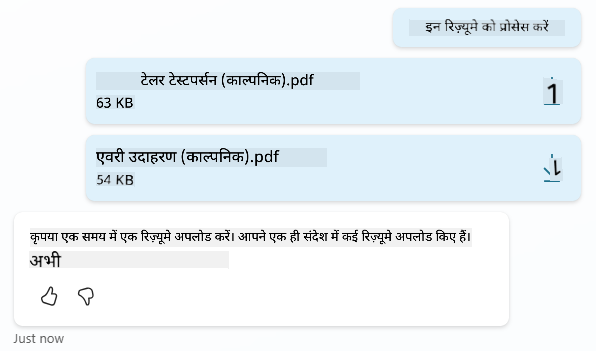 इन रिज़्यूमे को प्रोसेस करें
टेलर टेस्टपर्सन (काल्पनिक).pdf
63 KB
1
एवरी उदाहरण (काल्पनिक).pdf
54 KB
कृपया एक समय में एक रिज़्यूमे अपलोड करें। आपने एक ही संदेश में कई रिज़्यूमे अपलोड किए हैं।
अभी
Just now